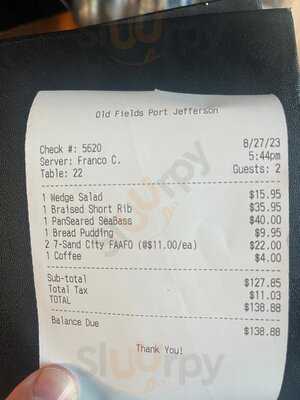 Old Fields Port Jefferson
Check #: 5620 8/27/23
Server: Franco C. 5:44pm
Table: 22 Guests: 2
1 Wedge Salad $15.95
1 Braised Short Rib $35.95
1 PanSeared SeaBass $40.00
1 Bread Pudding $9.95
2 7-Sand City FAAFO (@$11.00/ea) $22.00
1 Coffee $4.00
Sub-total $127.85
Total Tax $11.03
TOTAL $138.88
Balance Due $138.88
Thank You!
Sluurpy
Sluurpy
Sluurpy